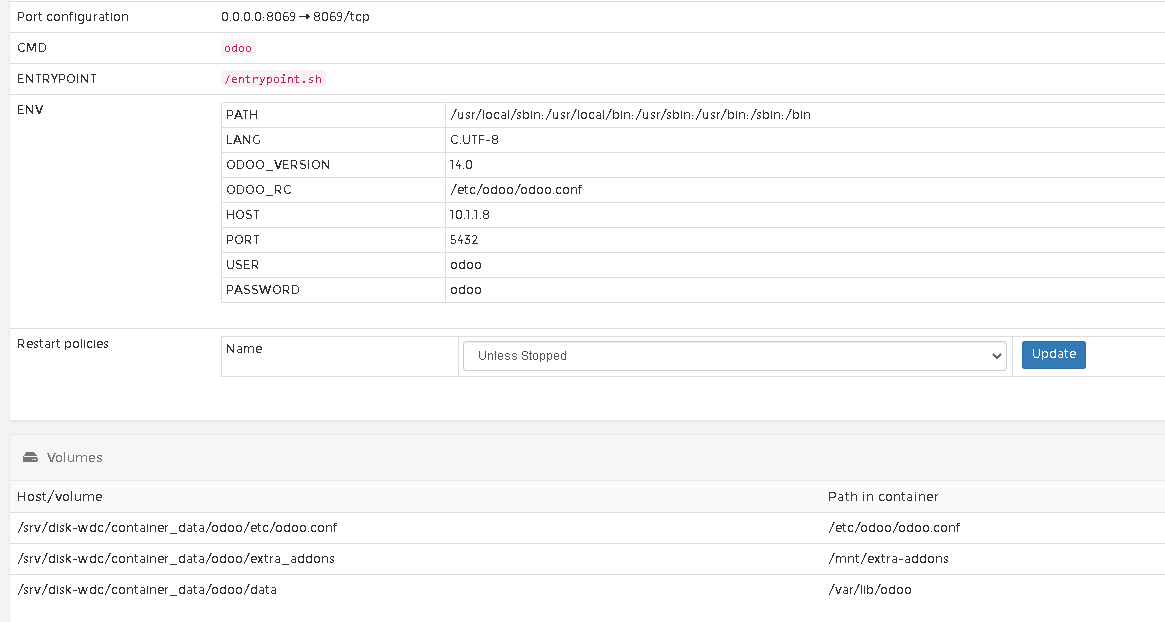 Port configuration 0.0.0.0:8069 → 8069/tcp
CMD odoo
ENTRYPOINT /entrypoint.sh
ENV
PATH /usr/local/sbin:/usr/local/bin:/usr/sbin:/usr/bin:/sbin:/bin
LANG C.UTF-8
ODOO_VERSION 14.0
ODOO_RC /etc/odoo/odoo.conf
HOST 10.1.1.8
PORT 5432
USER odoo
PASSWORD odoo
Restart policies Name Unless Stopped Update
Volumes
Host/volume Path in container
/srv/disk-wdc/container_data/odoo/etc/odoo.conf /etc/odoo/odoo.conf
/srv/disk-wdc/container_data/odoo/extra_addons /mnt/extra-addons
/srv/disk-wdc/container_data/odoo/data /var/lib/odoo